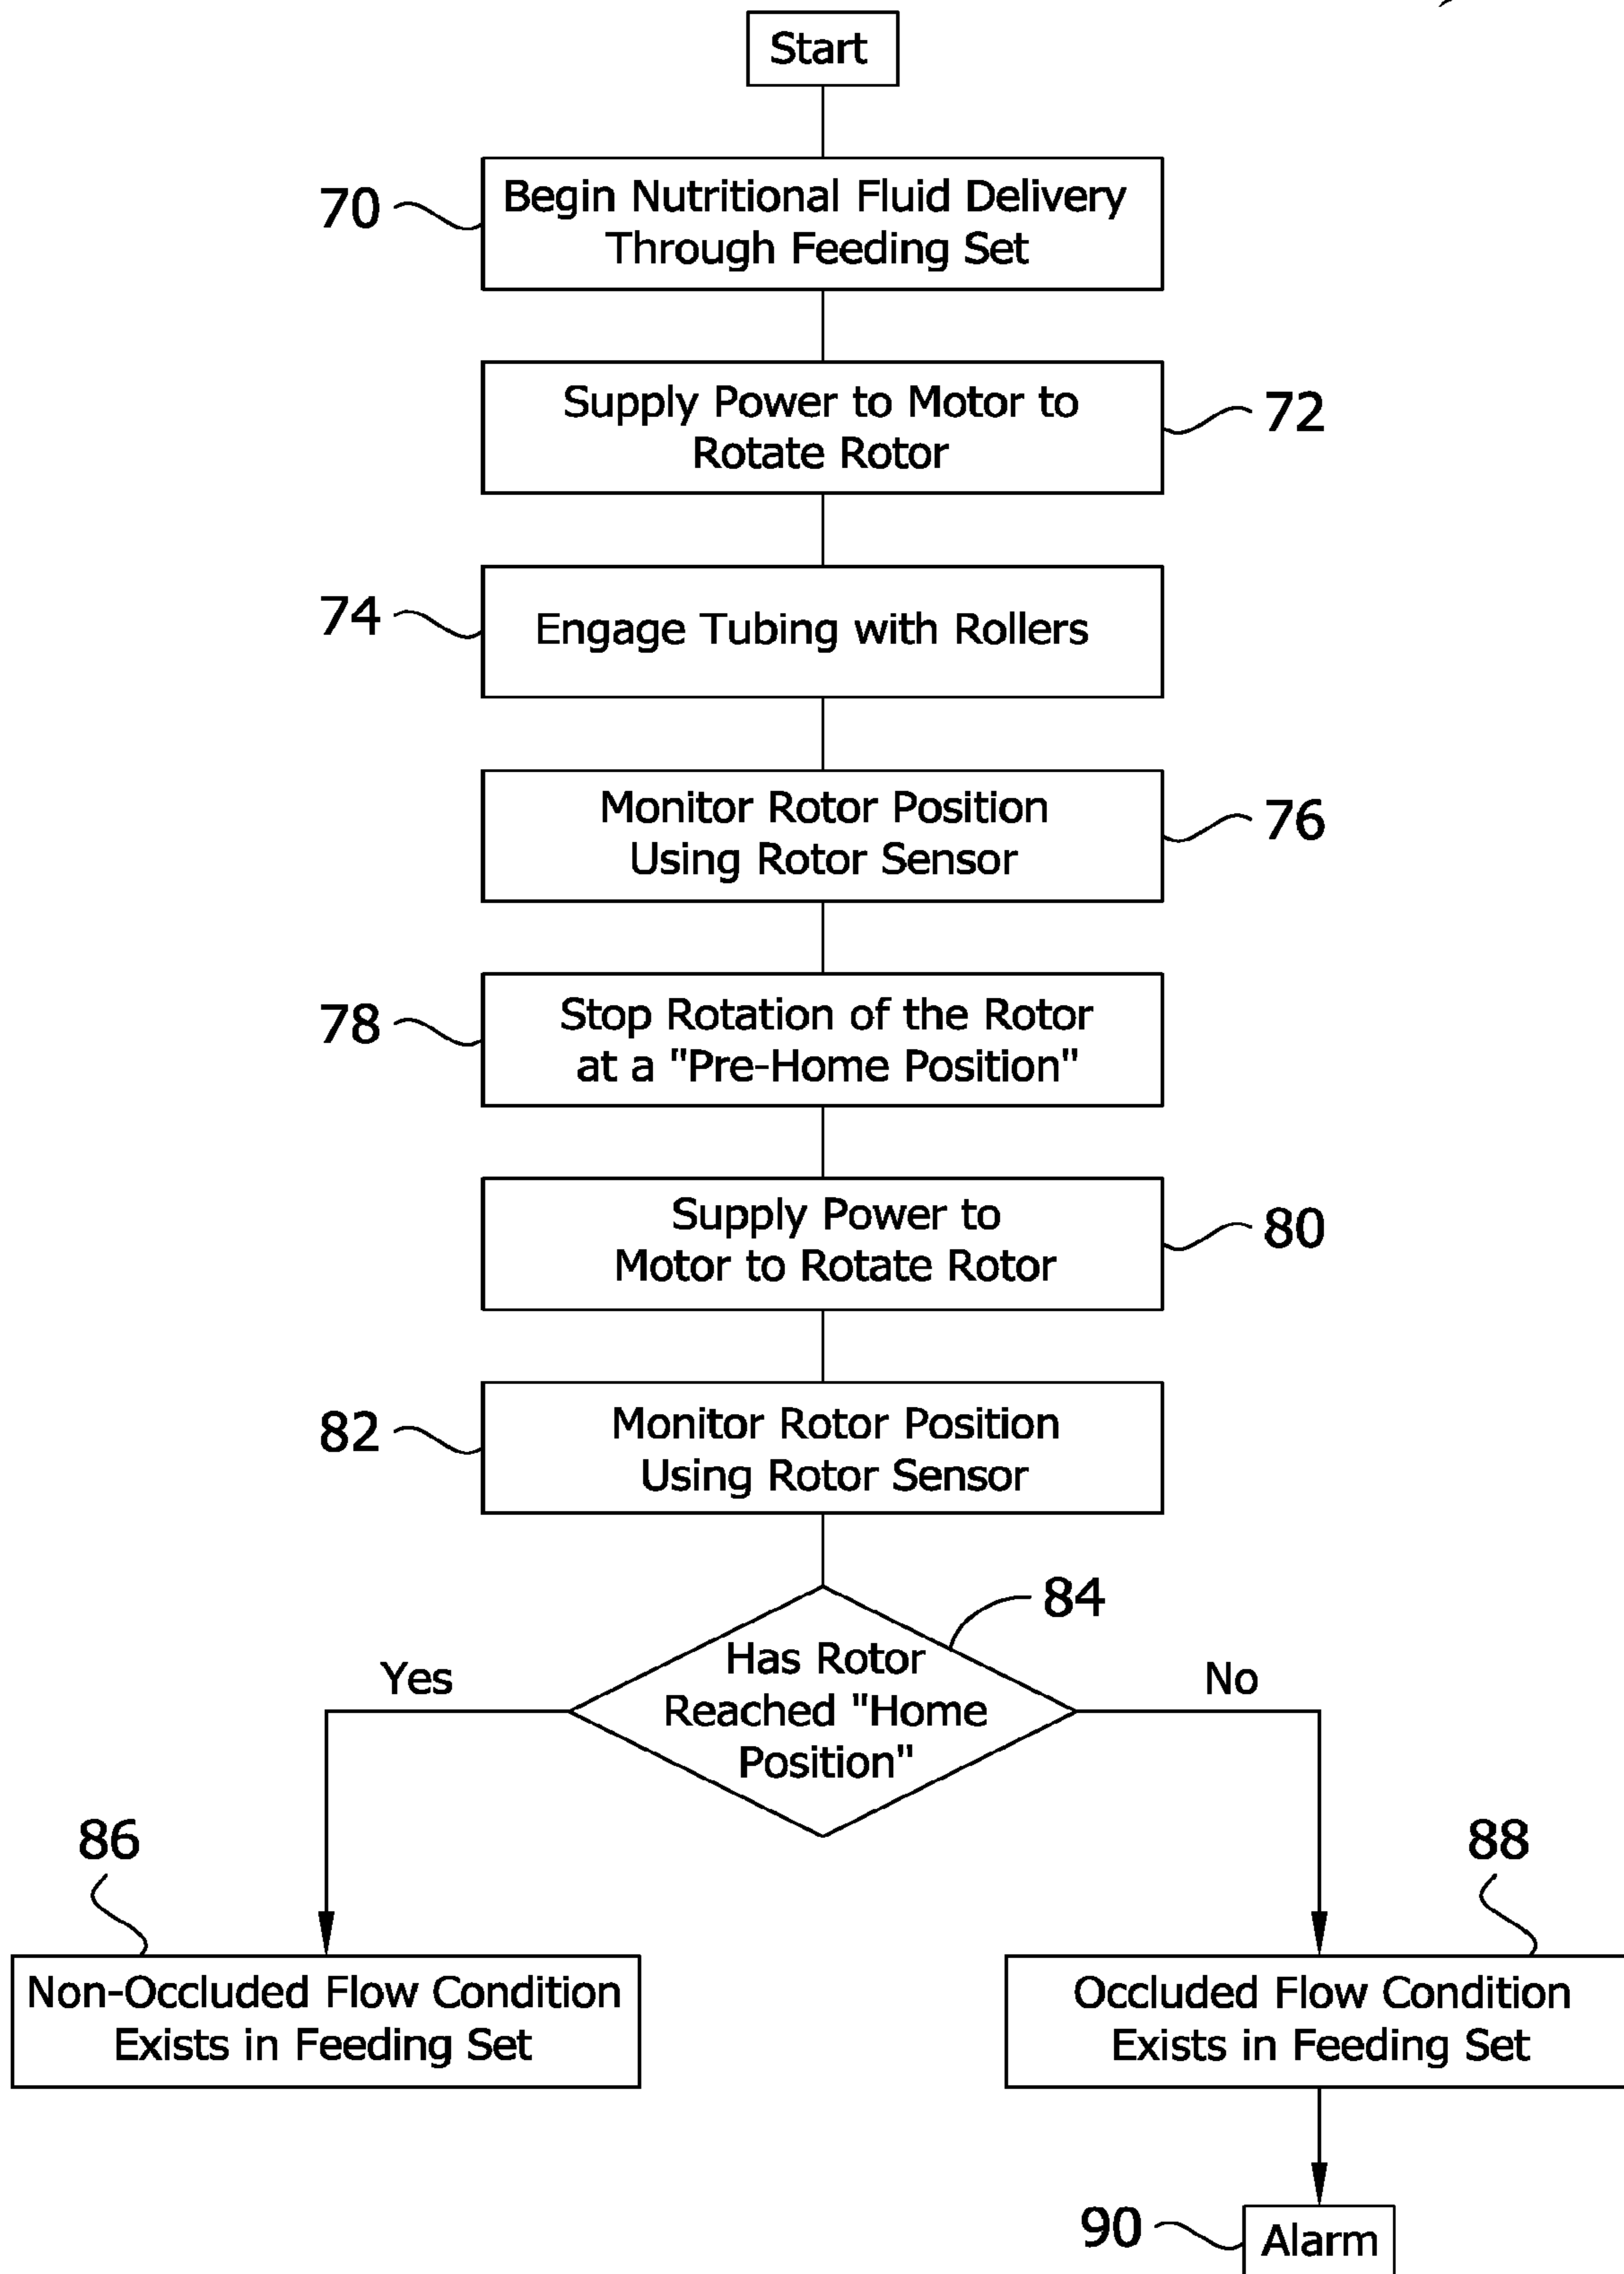 Start
70
Begin Nutritional Fluid Delivery
Through Feeding Set
Supply Power to Motor to
Rotate Rotor
72
74
Engage Tubing with Rollers
Monitor Rotor Position
Using Rotor Sensor
76
78
Stop Rotation of the Rotor
at a "Pre-Home Position"
Supply Power to
Motor to Rotate Rotor
80
82
Monitor Rotor Position
Using Rotor Sensor
84
Has Rotor
Reached "Home
Position"
Yes
No
86
Non-Occluded Flow Condition
Exists in Feeding Set
88
Occluded Flow Condition
Exists in Feeding Set
90
Alarm